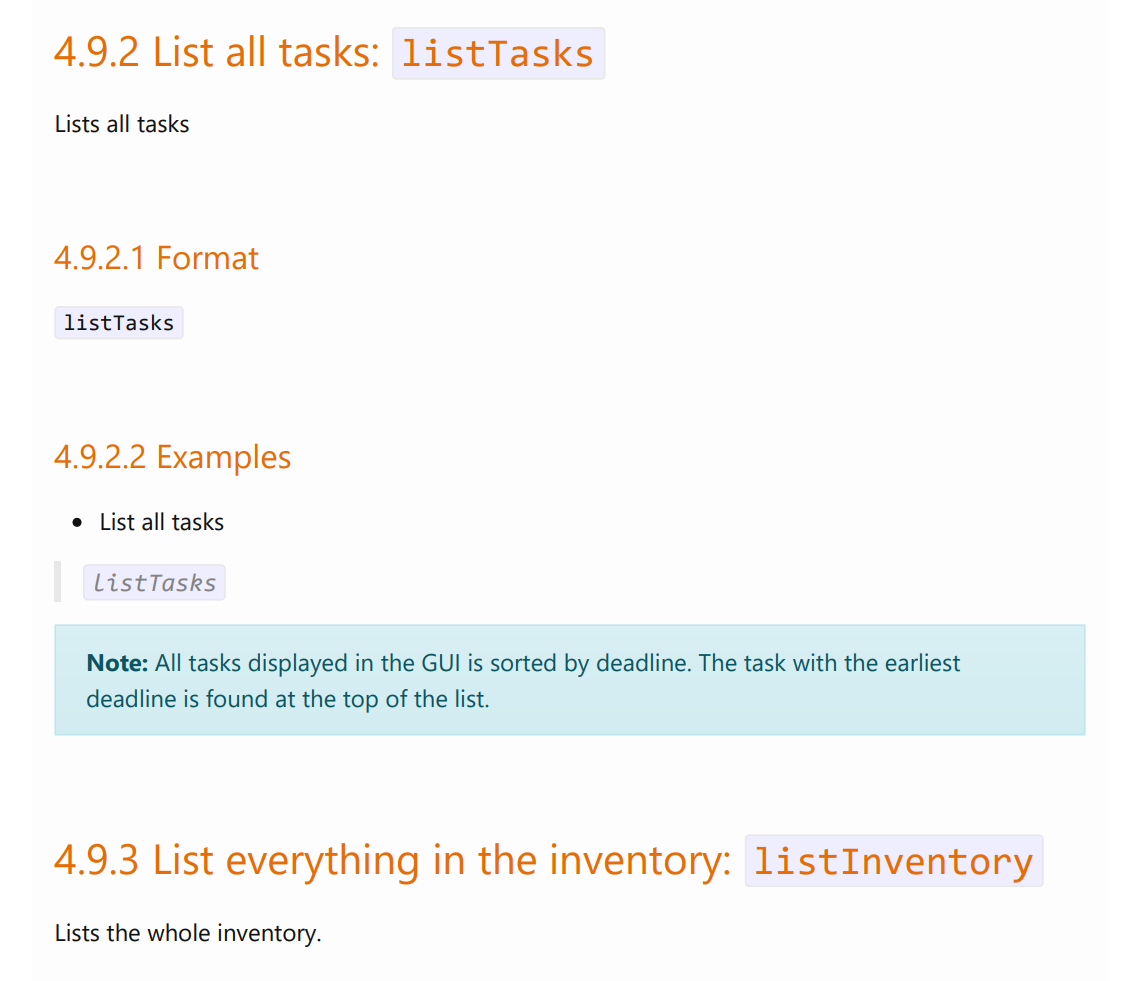 4.9.2 List all tasks: listTasks
Lists all tasks
4.9.2.1 Format
listTasks
4.9.2.2 Examples
• List all tasks
listTasks
Note: All tasks displayed in the GUI is sorted by deadline. The task with the earliest
deadline is found at the top of the list.
4.9.3 List everything in the inventory: listInventory
Lists the whole inventory.